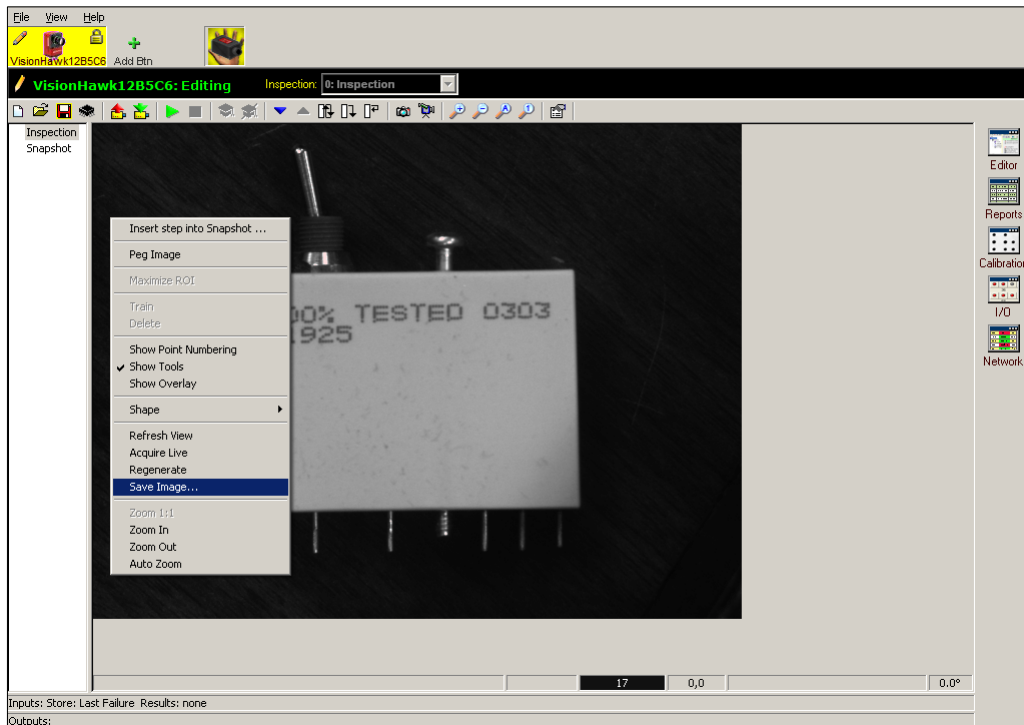 File View Help
VisionHawk12B5C6 Add Btn
VisionHawk12B5C6: Editing Inspection: 0: Inspection
Inspection
Snapshot
Insert step into Snapshot ...
Peg Image
Maximize ROI
Train
Delete
Show Point Numbering
Show Tools
Show Overlay
Shape
Refresh View
Acquire Live
Regenerate
Save Image...
Zoom 1:1
Zoom In
Zoom Out
Auto Zoom
00% TESTED 0303
1925
Editor
Reports
Calibration
I/O
Network
17 0,0 0.0°
Inputs: Store: Last Failure Results: none
Outputs: